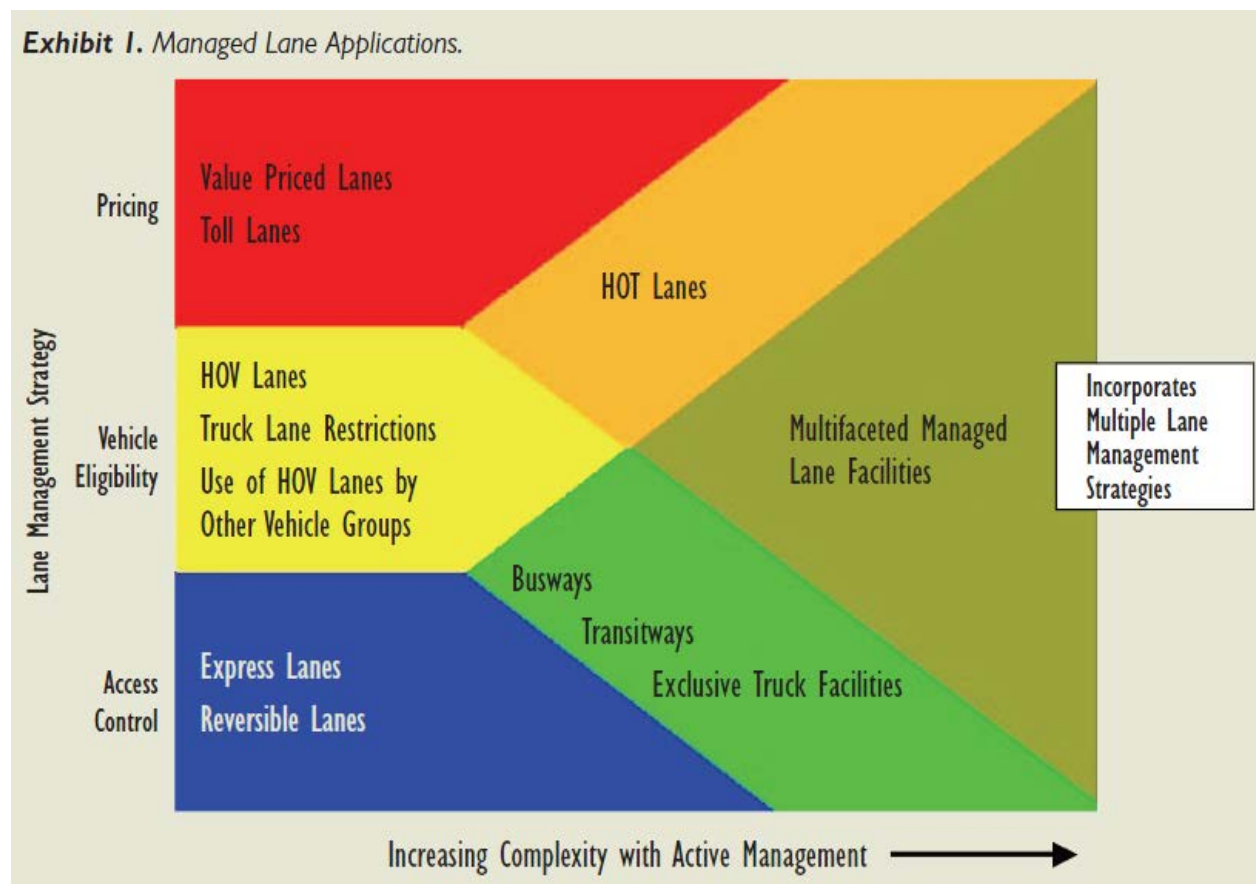 Exhibit 1. Managed Lane Applications.
Pricing
Value Priced Lanes
Toll Lanes
HOT Lanes
Lane Management Strategy
Vehicle
Eligibility
HOV Lanes
Truck Lane Restrictions
Use of HOV Lanes by
Other Vehicle Groups
Multifaceted Managed
Lane Facilities
Incorporates
Multiple Lane
Management
Strategies
Access
Control
Express Lanes
Reversible Lanes
Busways
Transitways
Exclusive Truck Facilities
Increasing Complexity with Active Management